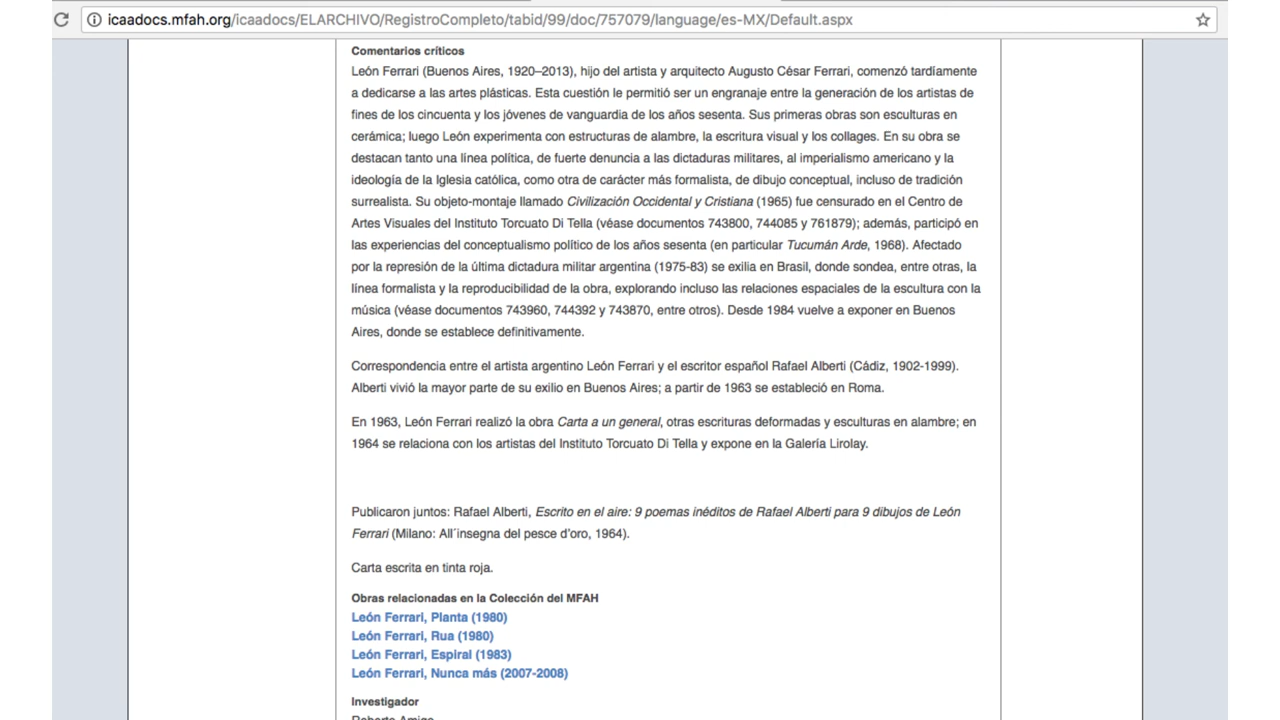 icaadocs.mfah.org/icaadocs/ELARCHIVO/RegistroCompleto/tabid/99/doc/757079/language/es-MX/Default.aspx
Comentarios críticos
León Ferrari (Buenos Aires, 1920–2013), hijo del artista y arquitecto Augusto César Ferrari, comenzó tardíamente
a dedicarse a las artes plásticas. Esta cuestión le permitió ser un engranaje entre la generación de los artistas de
fines de los cincuenta y los jóvenes de vanguardia de los años sesenta. Sus primeras obras son esculturas en
cerámica; luego León experimenta con estructuras de alambre, la escritura visual y los collages. En su obra se
destacan tanto una línea política, de fuerte denuncia a las dictaduras militares, al imperialismo americano y la
ideología de la Iglesia católica, como otra de carácter más formalista, de dibujo conceptual, incluso de tradición
surrealista. Su objeto-montaje llamado Civilización Occidental y Cristiana (1965) fue censurado en el Centro de
Artes Visuales del Instituto Torcuato Di Tella (véase documentos 743800, 744085 y 761879); además, participó en
las experiencias del conceptualismo político de los años sesenta (en particular Tucumán Arde, 1968). Afectado
por la represión de la última dictadura militar argentina (1975-83) se exilia en Brasil, donde sondea, entre otras, la
línea formalista y la reproducibilidad de la obra, explorando incluso las relaciones espaciales de la escultura con la
música (véase documentos 743960, 744392 y 743870, entre otros). Desde 1984 vuelve a exponer en Buenos
Aires, donde se establece definitivamente.
Correspondencia entre el artista argentino León Ferrari y el escritor español Rafael Alberti (Cádiz, 1902-1999).
Alberti vivió la mayor parte de su exilio en Buenos Aires; a partir de 1963 se estableció en Roma.
En 1963, León Ferrari realizó la obra Carta a un general, otras escrituras deformadas y esculturas en alambre; en
1964 se relaciona con los artistas del Instituto Torcuato Di Tella y expone en la Galería Lirolay.
Publicaron juntos: Rafael Alberti, Escrito en el aire: 9 poemas inéditos de Rafael Alberti para 9 dibujos de León
Ferrari (Milano: All´insegna del pesce d'oro, 1964).
Carta escrita en tinta roja.
Obras relacionadas en la Colección del MFAH
León Ferrari, Planta (1980)
León Ferrari, Rua (1980)
León Ferrari, Espiral (1983)
León Ferrari, Nunca más (2007-2008)
Investigador
Roberto Amigo